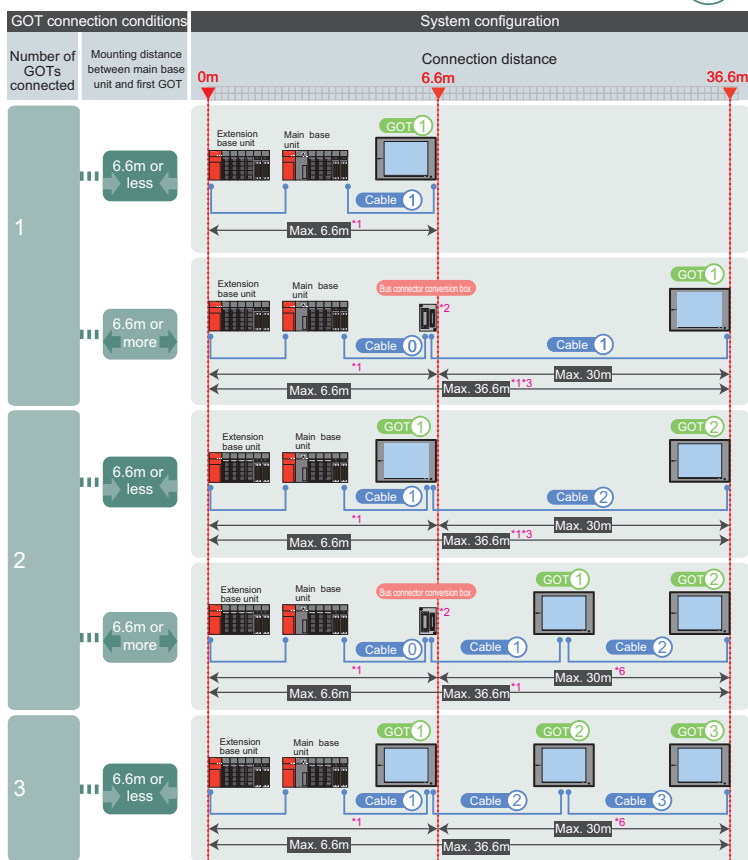 GOT connection conditions
System configuration
Number of
GOTs
connected
Mounting distance
between main base
unit and first GOT
Connection distance
0m
6.6m
36.6m
1
6.6m or
less
Extension
base unit
Main base
unit
GOT 1
Cable 1
Max. 6.6m *1
6.6m or
more
Extension
base unit
Main base
unit
Bus connector conversion box
*2
GOT 1
Cable 0
Cable 1
*1
Max. 30m
Max. 6.6m
Max. 36.6m *1*3
2
6.6m or
less
Extension
base unit
Main base
unit
GOT 1
GOT 2
Cable 1
Cable 2
*1
Max. 30m
Max. 6.6m
Max. 36.6m *1*3
6.6m or
more
Extension
base unit
Main base
unit
Bus connector conversion box
*2
GOT 1
GOT 2
Cable 0
Cable 1
Cable 2
*1
Max. 30m *6
Max. 6.6m
Max. 36.6m *1
3
6.6m or
less
Extension
base unit
Main base
unit
GOT 1
GOT 2
GOT 3
Cable 1
Cable 2
Cable 3
*1
Max. 30m *6
Max. 6.6m
Max. 36.6m